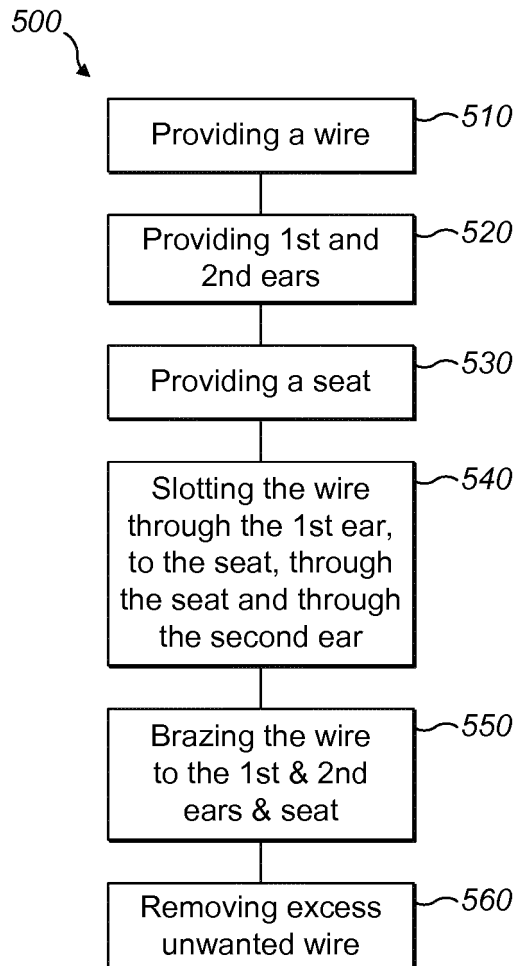 500
Providing a wire
510
Providing 1st and
2nd ears
520
Providing a seat
530
Slotting the wire
through the 1st ear,
to the seat, through
the seat and through
the second ear
540
Brazing the wire
to the 1st & 2nd
ears & seat
550
Removing excess
unwanted wire
560